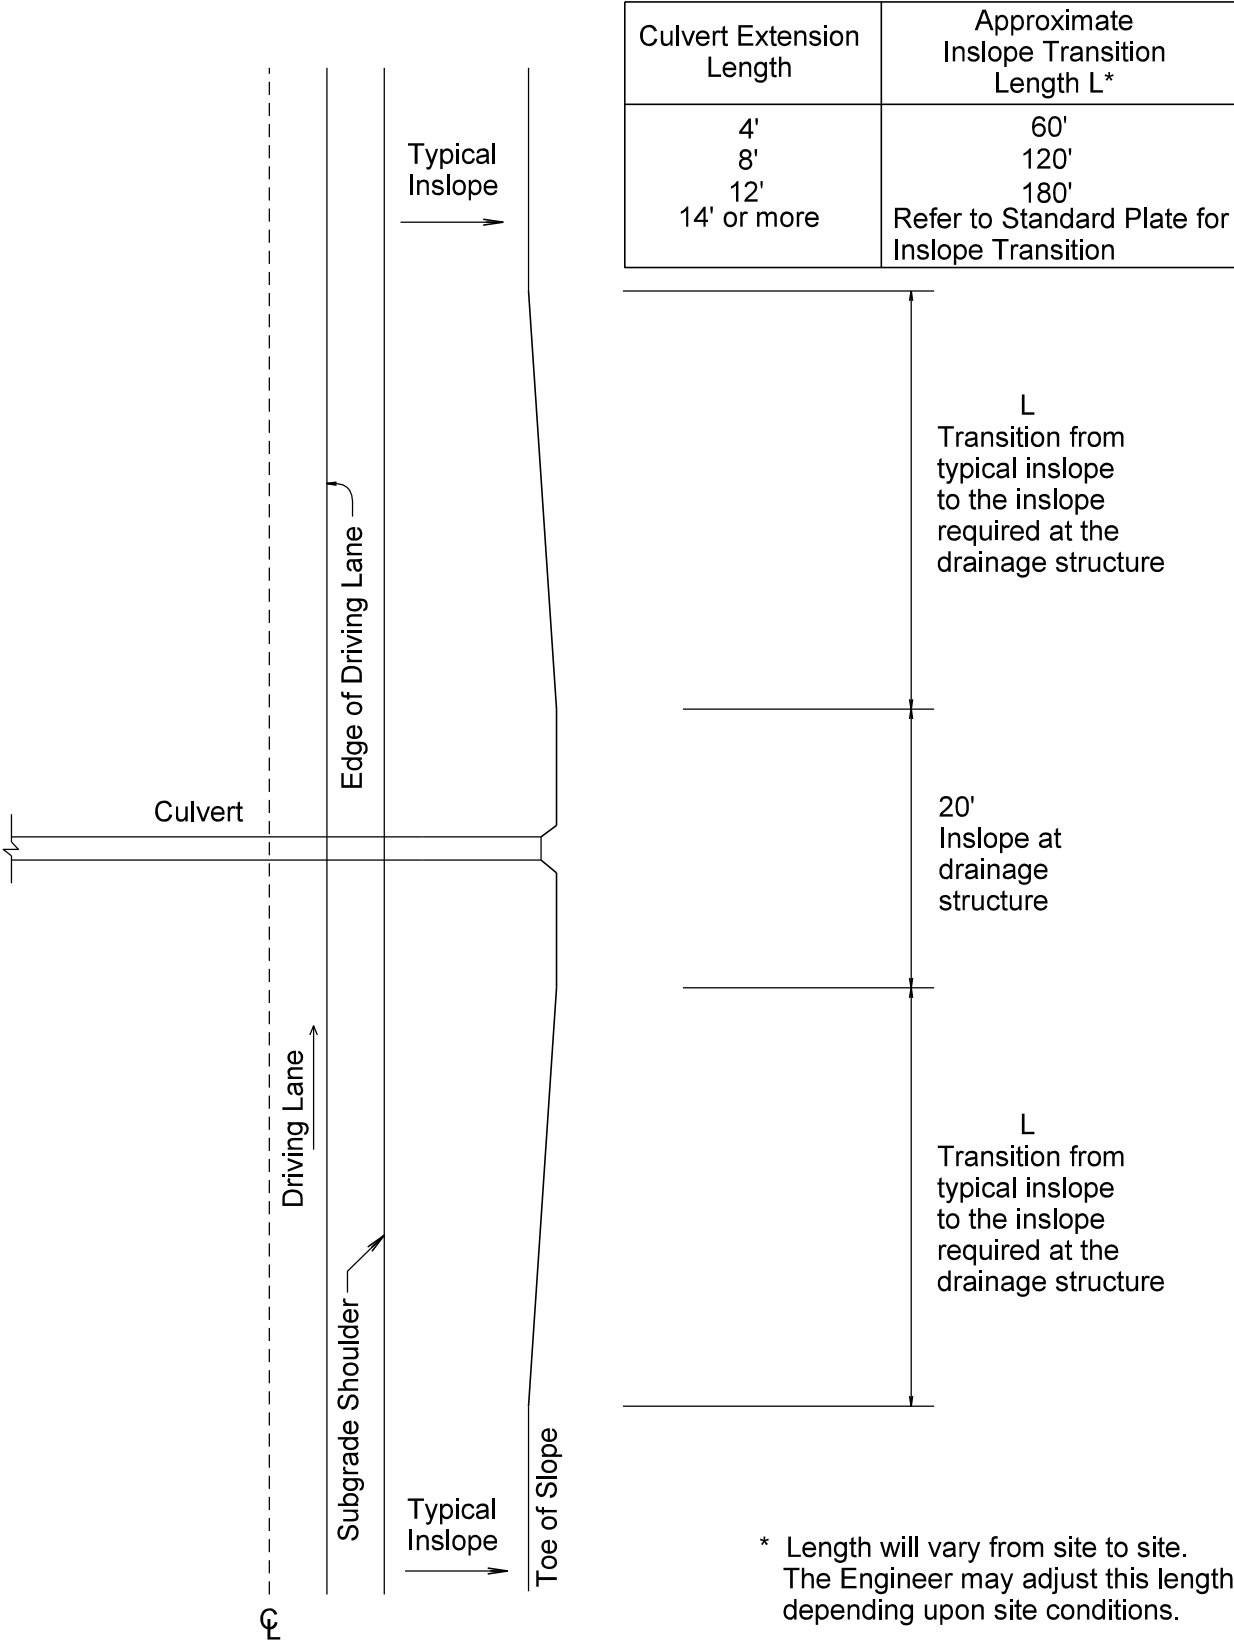 Culvert Extension
Length
Approximate
Inslope Transition
Length L*
4'
60'
8'
120'
12'
180'
14' or more
Refer to Standard Plate for
Inslope Transition
Typical
Inslope
L
Transition from
typical inslope
to the inslope
required at the
drainage structure
Edge of Driving Lane
Culvert
20'
Inslope at
drainage
structure
Driving Lane
L
Transition from
typical inslope
to the inslope
required at the
drainage structure
Subgrade Shoulder
Typical
Inslope
Toe of Slope
* Length will vary from site to site.
The Engineer may adjust this length
depending upon site conditions.
℄